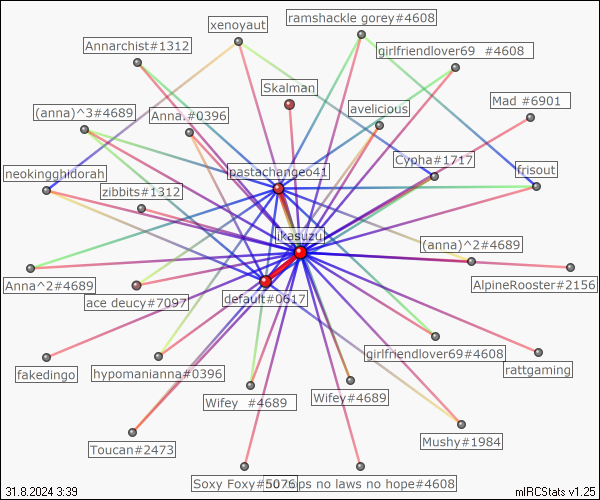 xenoyaut
ramshackle gorey#4608
Annarchist#1312
girlfriendlover69 #4608
Skalman
Mad #6901
avelicious
(anna)^3#4689
Anna.#0396
Cypha#1717
pastachangeo41
frisout
neokingghidorah
zibbits#1312
ikasuzu
(anna)^2#4689
Anna^2#4689
AlpineRooster#2156
ace deucy#7097
default#0617
girlfriendlover69#4608
fakedingo
hypomanianna#0396
rattgaming
Wifey #4689
Wifey#4689
Toucan#2473
Mushy#1984
Soxy Foxy#5076
ops no laws no hope#4608
31.8.2024 3:39
mIRCStats v1.25